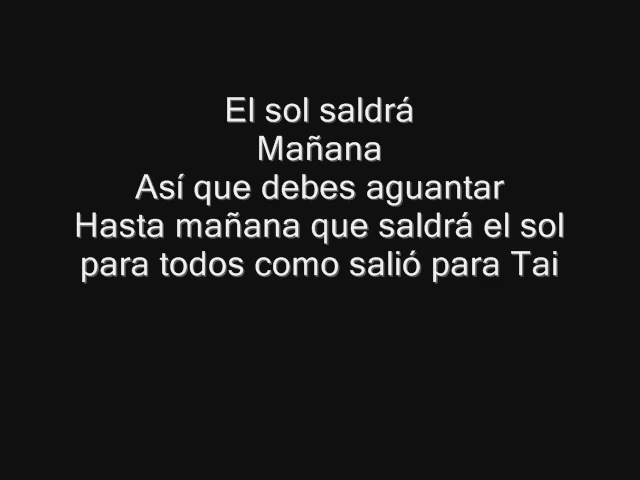 El sol saldrá
Mañana
Así que debes aguantar
Hasta mañana que saldrá el sol
para todos como salió para Tai